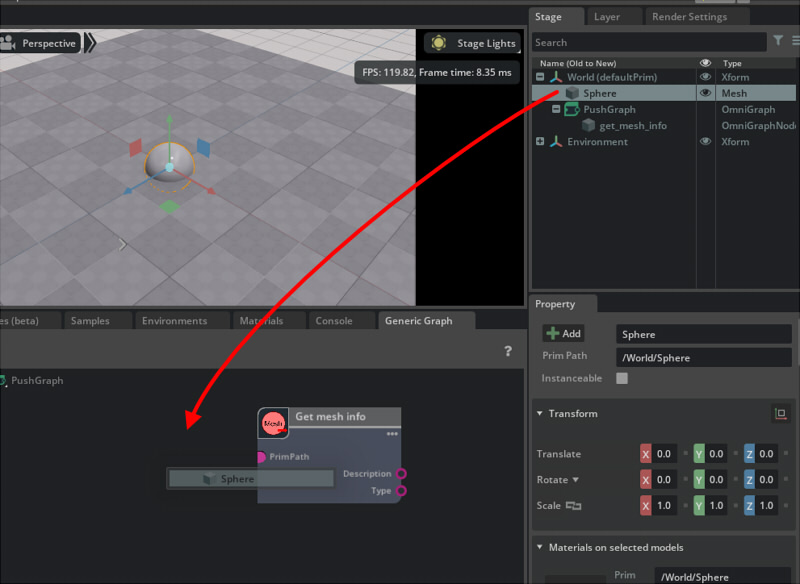 Perspective
Stage Lights
FPS: 119.82, Frame time: 8.35 ms
Stage
Layer
Render Settings
Search
Name (Old to New)
Type
World (defaultPrim)
Xform
Sphere
Mesh
PushGraph
OmniGraph
get_mesh_info
OmniGraphNode
Environment
Xform
es (beta)
Samples
Environments
Materials
Console
Generic Graph
?
PushGraph
Mesh
Get mesh info
PrimPath
Sphere
Description
Type
Property
Add
Sphere
Prim Path
/World/Sphere
Instanceable
Transform
Translate
X 0.0
Y 0.0
Z 0.0
Rotate
X 0.0
Y 0.0
Z 0.0
Scale
X 1.0
Y 1.0
Z 1.0
Materials on selected models
Prim
/World/Sphere